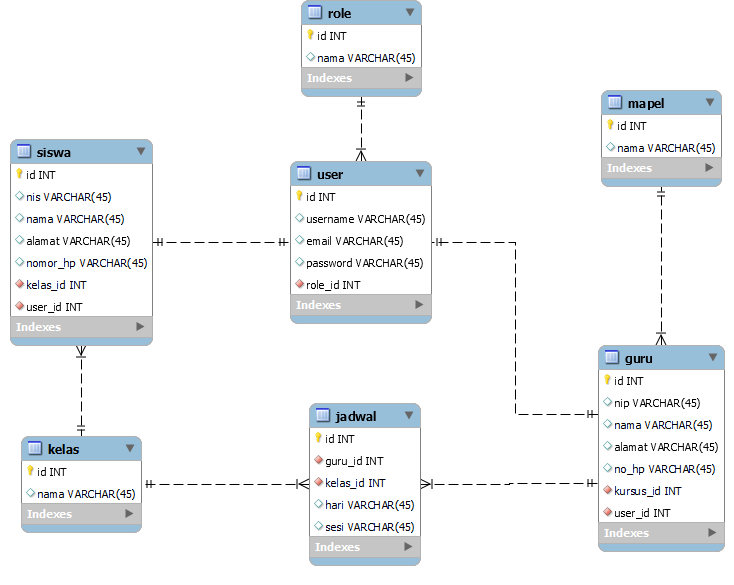 role
id INT
nama VARCHAR(45)
Indexes
mapel
id INT
nama VARCHAR(45)
Indexes
siswa
id INT
nis VARCHAR(45)
nama VARCHAR(45)
alamat VARCHAR(45)
nomor_hp VARCHAR(45)
kelas_id INT
user_id INT
Indexes
user
id INT
username VARCHAR(45)
email VARCHAR(45)
password VARCHAR(45)
role_id INT
Indexes
guru
id INT
nip VARCHAR(45)
nama VARCHAR(45)
alamat VARCHAR(45)
no_hp VARCHAR(45)
kursus_id INT
user_id INT
Indexes
kelas
id INT
nama VARCHAR(45)
Indexes
jadwal
id INT
guru_id INT
kelas_id INT
hari VARCHAR(45)
sesi VARCHAR(45)
Indexes